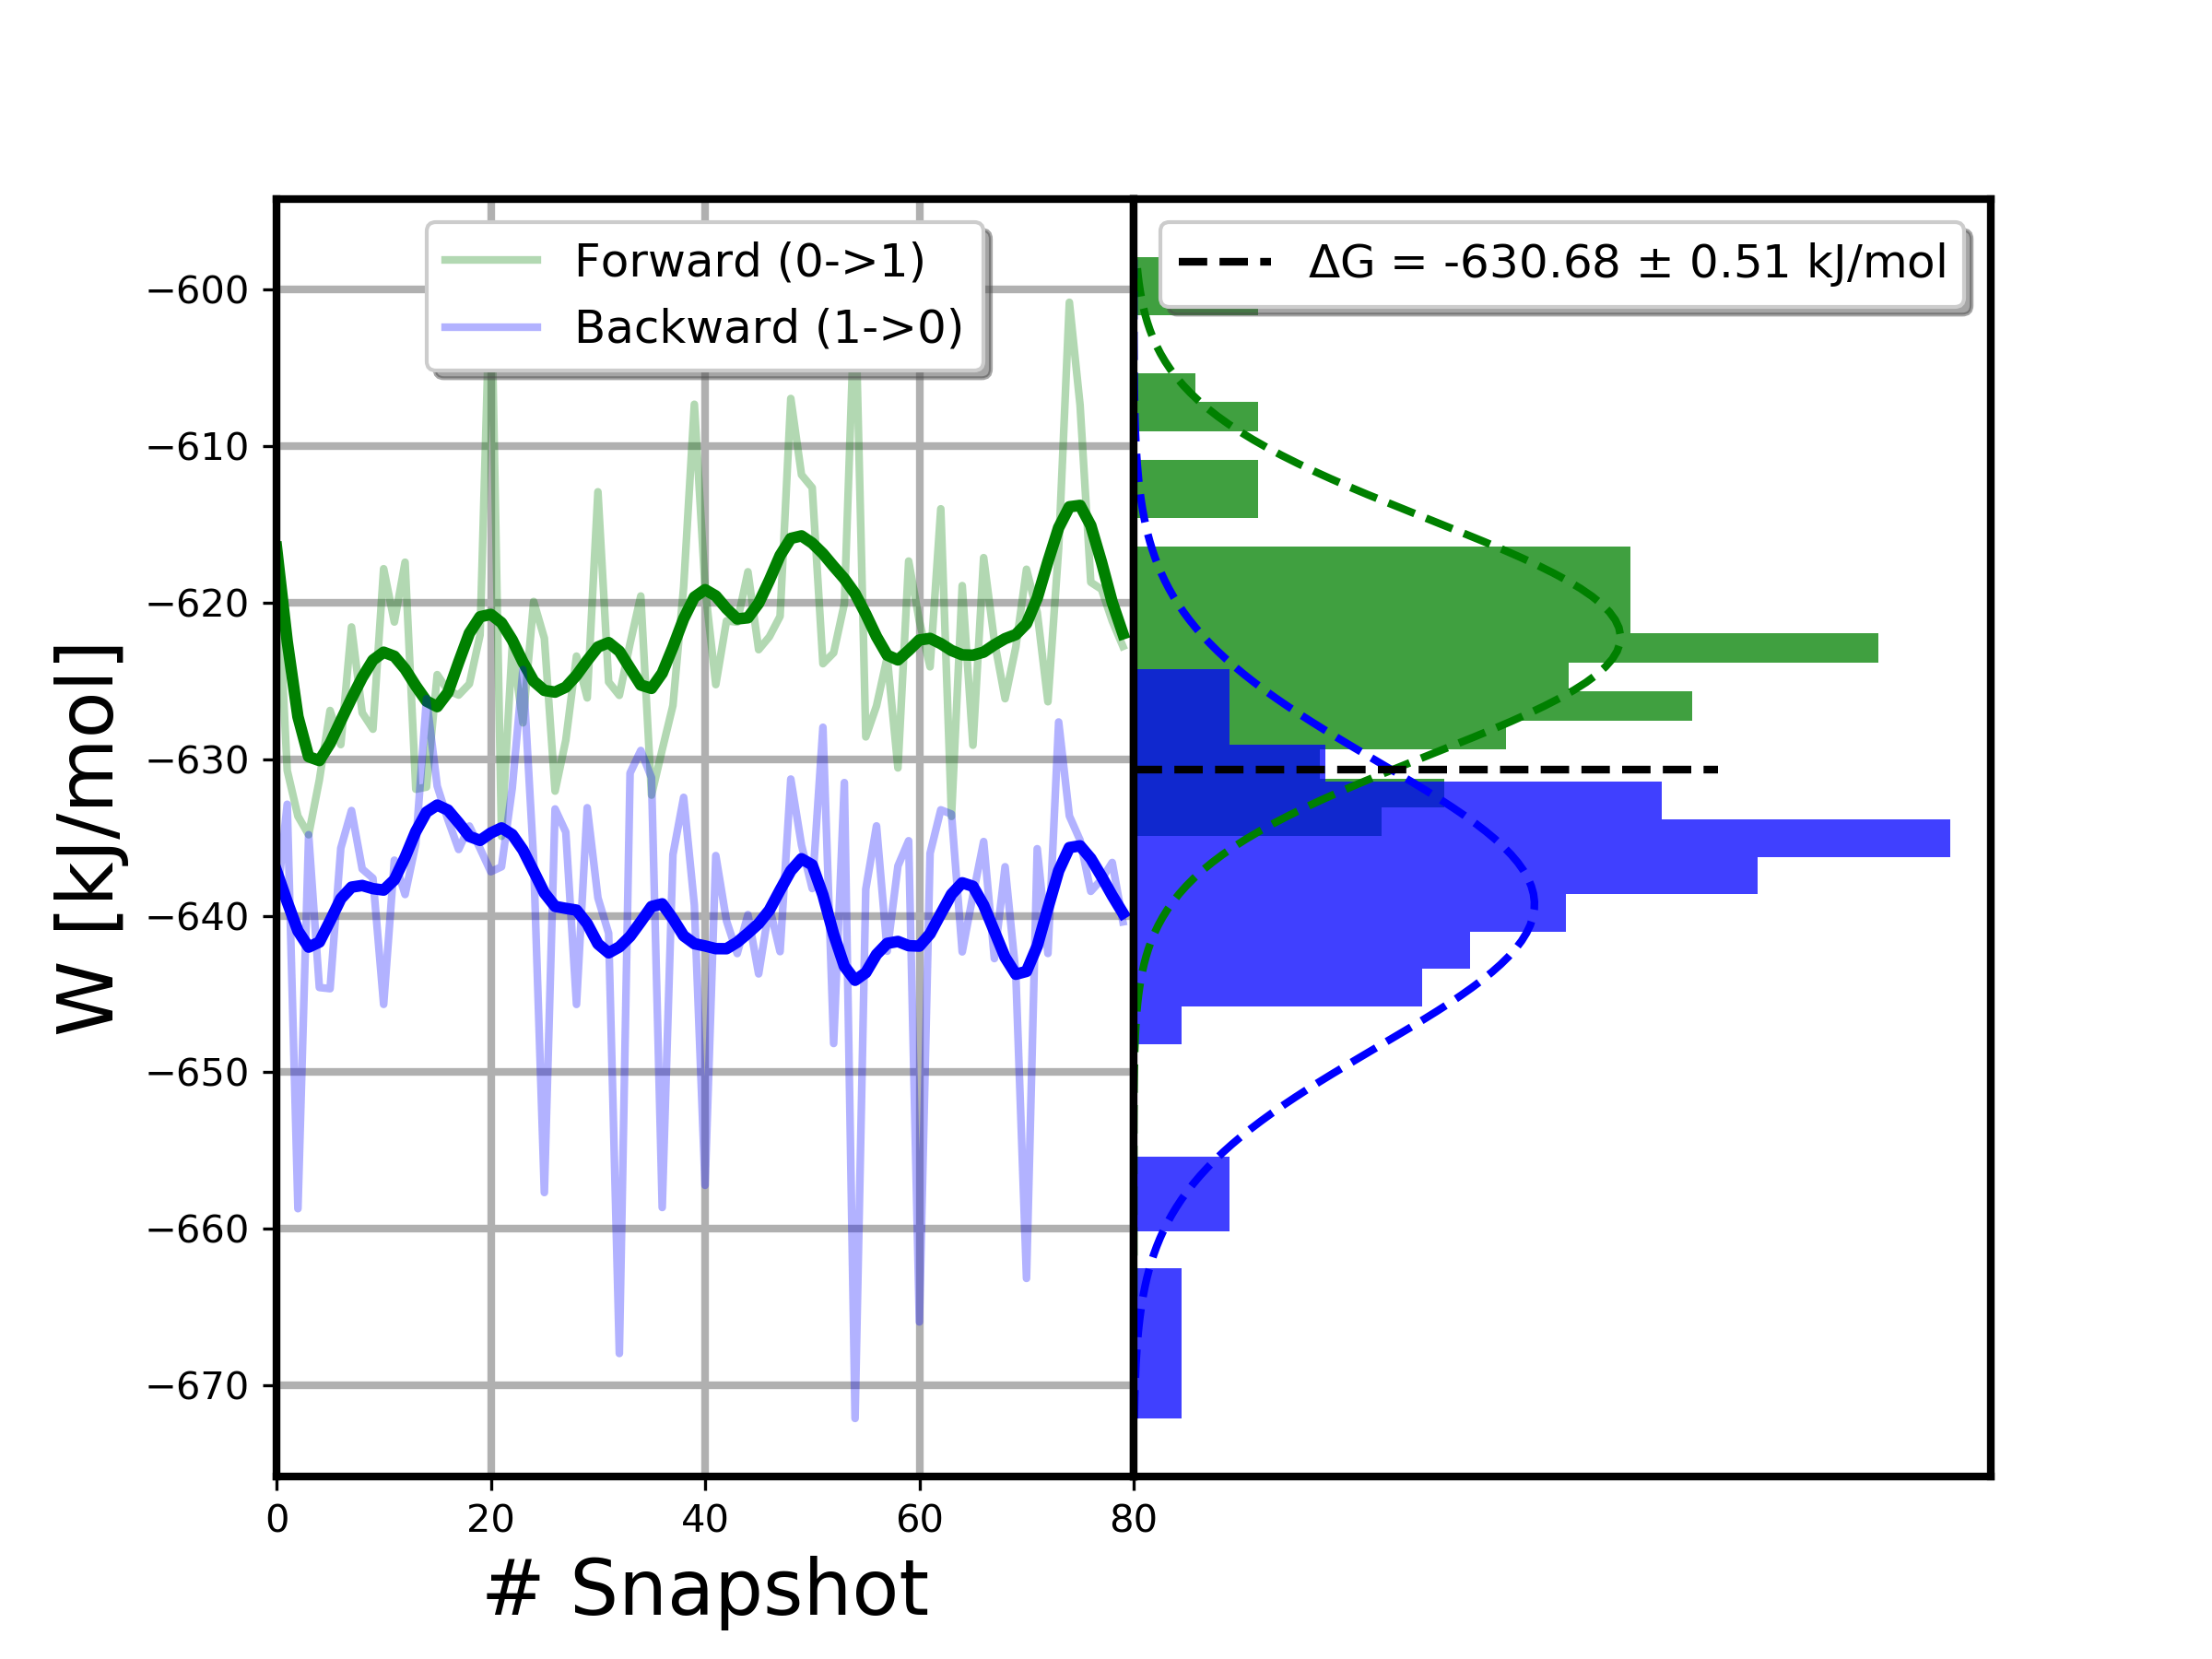 Forward (0->1)
Backward (1->0)
ΔG = -630.68 ± 0.51 kJ/mol
−600
−610
−620
−630
−640
−650
−660
−670
W [kJ/mol]
0 20 40 60 80
# Snapshot